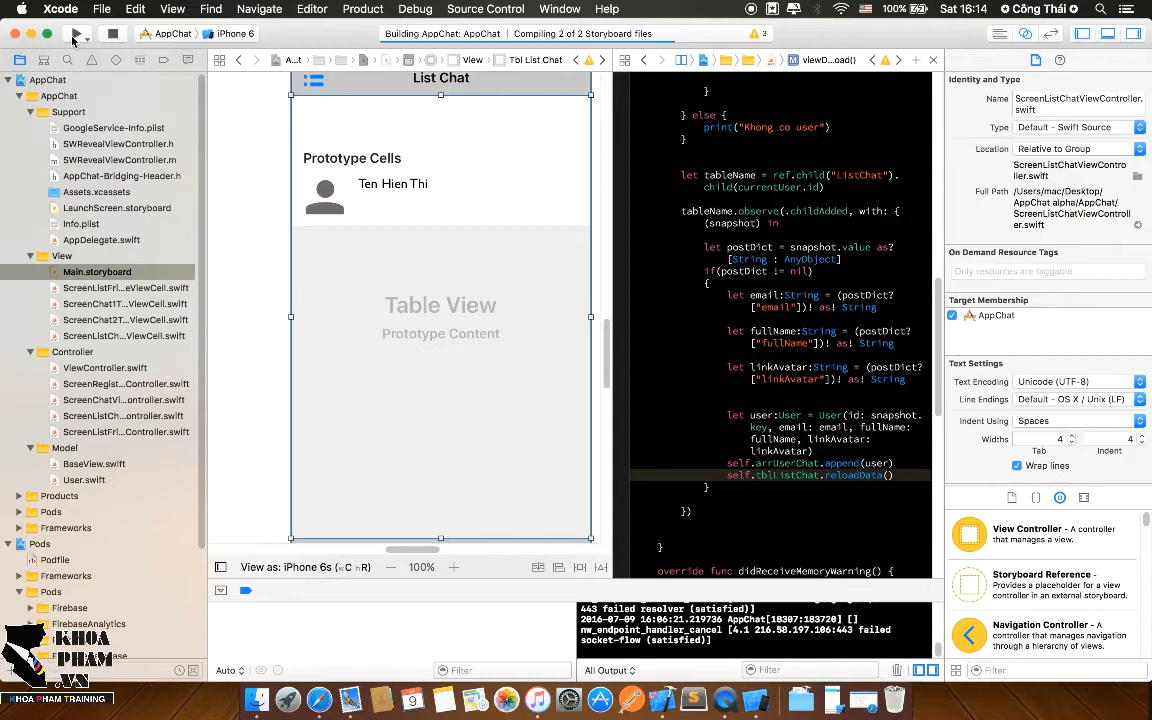 Xcode File Edit View Find Navigate Editor Product Debug Source Control Window Help 100% Sat 16:14 Công Thái
AppChat iPhone 6
Building AppChat: AppChat Compiling 2 of 2 Storyboard files 3
A...t View Tbl List Chat
viewD...oad()
AppChat
AppChat
Support
GoogleService-Info.plist
SWRevealViewController.h
SWRevealViewController.m
AppChat-Bridging-Header.h
Assets.xcassets
LaunchScreen.storyboard
Info.plist
AppDelegate.swift
View
Main.storyboard
ScreenListFri...eViewCell.swift
ScreenChat1T...ViewCell.swift
ScreenChat2T...ViewCell.swift
ScreenListCh...ViewCell.swift
Controller
ViewController.swift
ScreenRegist...Controller.swift
ScreenChatVi...ontroller.swift
ScreenListCh...ontroller.swift
ScreenListFri...Controller.swift
Model
BaseView.swift
User.swift
Products
Pods
Frameworks
Pods
Podfile
Frameworks
Pods
Firebase
FirebaseAnalytics
KHOA
PHAM
.VN
KHOA PHAM TRAINING
List Chat
Prototype Cells
Ten Hien Thi
Table View
Prototype Content
View as: iPhone 6s (wC hR) 100%
}
} else {
print("Khong co user")
}
let tableName = ref.child("ListChat").
child(currentUser.id)
tableName.observe(.childAdded, with: {
(snapshot) in
let postDict = snapshot.value as?
[String : AnyObject]
if(postDict != nil)
{
let email:String = (postDict?
["email"])! as! String
let fullName:String = (postDict?
["fullName"])! as! String
let linkAvatar:String = (postDict?
["linkAvatar"])! as! String
let user:User = User(id: snapshot.
key, email: email, fullName:
fullName, linkAvatar:
linkAvatar)
self.arrUserChat.append(user)
self.tblListChat.reloadData()
}
})
}
override func didReceiveMemoryWarning() {
443 failed resolver (satisfied)]
2016-07-09 16:06:21.219736 AppChat[18307:183720] []
nw_endpoint_handler_cancel [4.1 216.58.197.106:443 failed
socket-flow (satisfied)]
Auto Filter
All Output Filter
Identity and Type
Name ScreenListChatViewController.
swift
Type Default - Swift Source
Location Relative to Group
ScreenListChatViewContro
ller.swift
Full Path /Users/mac/Desktop/
AppChat alpha/AppChat/
ScreenListChatViewControll
er.swift
On Demand Resource Tags
Only resources are taggable
Target Membership
AppChat
Text Settings
Text Encoding Unicode (UTF-8)
Line Endings Default - OS X / Unix (LF)
Indent Using Spaces
Widths 4 4
Tab Indent
Wrap lines
View Controller - A controller
that manages a view.
Storyboard Reference -
Provides a placeholder for a
view controller in an external
storyboard.
Navigation Controller - A
controller that manages navigation
through a hierarchy of views.
Filter